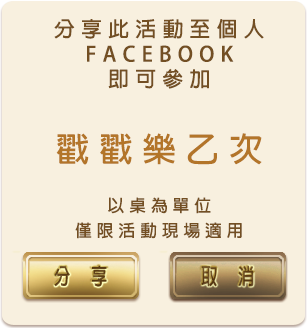 分享此活動至個人
FACEBOOK
即可參加
戳戳樂乙次
以桌為單位
僅限活動現場適用
分享
取消